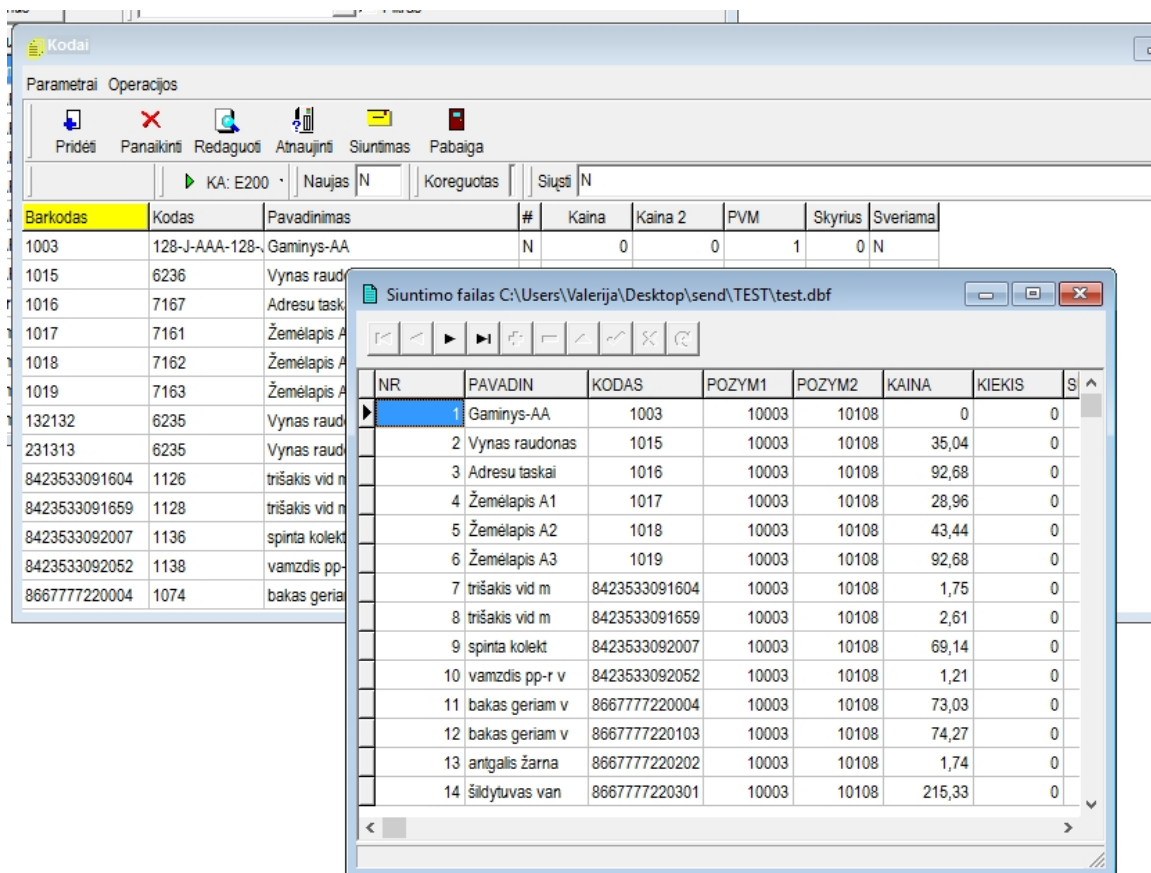 Kodai
Parametrai Operacijos
Pridėti Panaikinti Redaguoti Atnaujinti Siuntimas Pabaiga
KA: E200 Naujas N Koreguotas Siųsti N
Barkodas Kodas Pavadinimas # Kaina Kaina 2 PVM Skyrius Sveriama
1003 128-J-AAA-128- Gaminys-AA N 0 0 1 0 N
1015 6236 Vynas raud
1016 7167 Adresu task
1017 7161 Žemėlapis A
1018 7162 Žemėlapis A
1019 7163 Žemėlapis A
132132 6235 Vynas raud
231313 6235 Vynas raud
8423533091604 1126 trišakis vid m
8423533091659 1128 trišakis vid m
8423533092007 1136 spinta kolekt
8423533092052 1138 vamzdis pp-
8667777220004 1074 bakas geria
Siuntimo failas C:\Users\Valerija\Desktop\send\TEST\test.dbf
NR PAVADIN KODAS POZYM1 POZYM2 KAINA KIEKIS S
1 Gaminys-AA 1003 10003 10108 0 0
2 Vynas raudonas 1015 10003 10108 35,04 0
3 Adresu taskai 1016 10003 10108 92,68 0
4 Žemėlapis A1 1017 10003 10108 28,96 0
5 Žemėlapis A2 1018 10003 10108 43,44 0
6 Žemėlapis A3 1019 10003 10108 92,68 0
7 trišakis vid m 8423533091604 10003 10108 1,75 0
8 trišakis vid m 8423533091659 10003 10108 2,61 0
9 spinta kolekt 8423533092007 10003 10108 69,14 0
10 vamzdis pp-r v 8423533092052 10003 10108 1,21 0
11 bakas geriam v 8667777220004 10003 10108 73,03 0
12 bakas geriam v 8667777220103 10003 10108 74,27 0
13 antgalis žarna 8667777220202 10003 10108 1,74 0
14 šildytuvas van 8667777220301 10003 10108 215,33 0